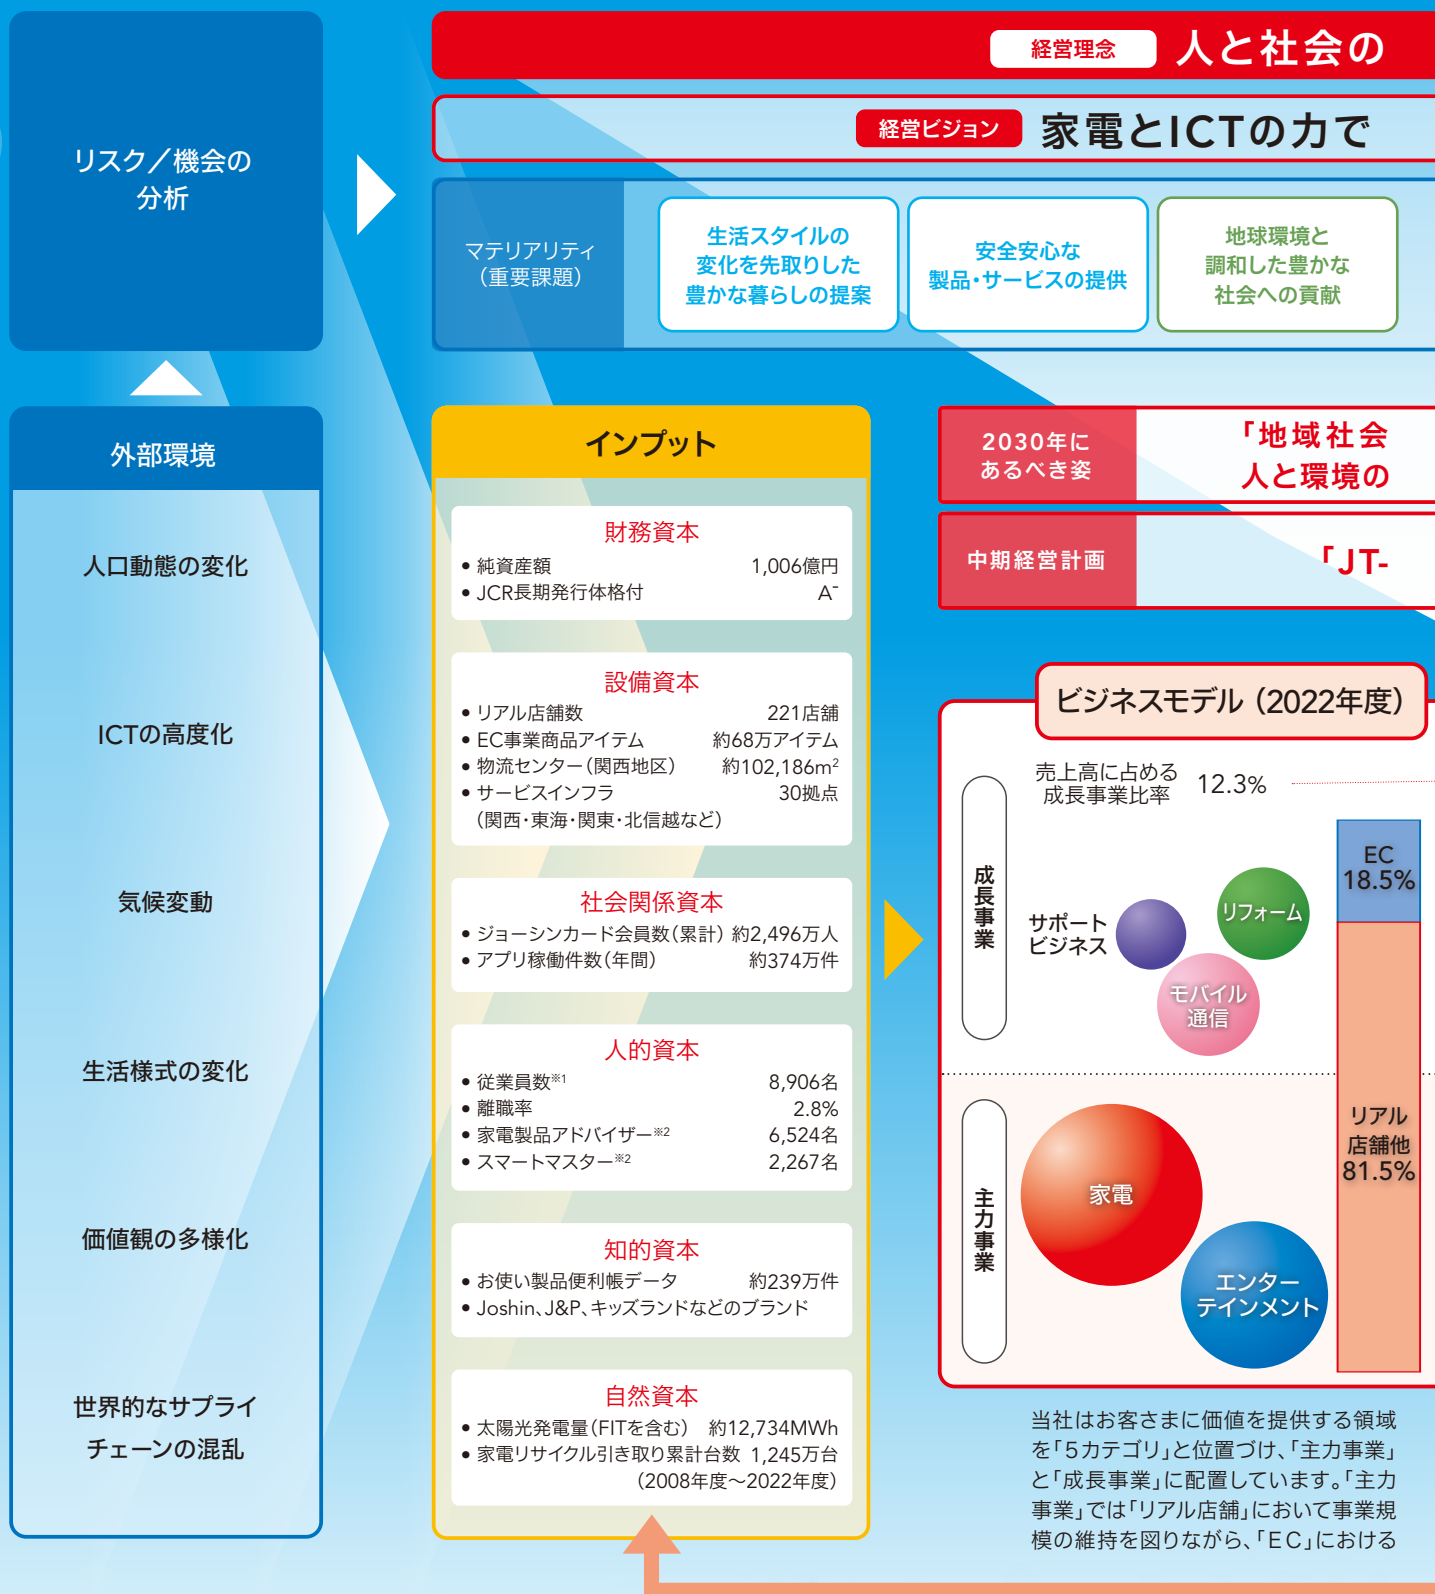 リスク／機会の
分析
経営理念 人と社会の
経営ビジョン 家電とICTの力で
マテリアリティ
（重要課題）
生活スタイルの
変化を先取りした
豊かな暮らしの提案
安全安心な
製品・サービスの提供
地球環境と
調和した豊かな
社会への貢献
外部環境
人口動態の変化
ICTの高度化
気候変動
生活様式の変化
価値観の多様化
世界的なサプライ
チェーンの混乱
インプット
財務資本
• 純資産額 1,006億円
• JCR長期発行体格付 A⁻
設備資本
• リアル店舗数 221店舗
• EC事業商品アイテム 約68万アイテム
• 物流センター（関西地区） 約102,186m²
• サービスインフラ 30拠点
（関西・東海・関東・北信越など）
社会関係資本
• ジョーシンカード会員数（累計） 約2,496万人
• アプリ稼働件数（年間） 約374万件
人的資本
• 従業員数※1 8,906名
• 離職率 2.8%
• 家電製品アドバイザー※2 6,524名
• スマートマスター※2 2,267名
知的資本
• お使い製品便利帳データ 約239万件
• Joshin、J&P、キッズランドなどのブランド
自然資本
• 太陽光発電量（FITを含む） 約12,734MWh
• 家電リサイクル引き取り累計台数 1,245万台
（2008年度～2022年度）
2030年に
あるべき姿
「地域社会
人と環境の
中期経営計画
「JT-
ビジネスモデル（2022年度）
売上高に占める
成長事業比率 12.3%
成長事業
サポート
ビジネス
リフォーム
モバイル
通信
EC
18.5%
主力事業
家電
エンター
テインメント
リアル
店舗他
81.5%
当社はお客さまに価値を提供する領域
を「5カテゴリ」と位置づけ、「主力事業」
と「成長事業」に配置しています。「主力
事業」では「リアル店舗」において事業規
模の維持を図りながら、「EC」における